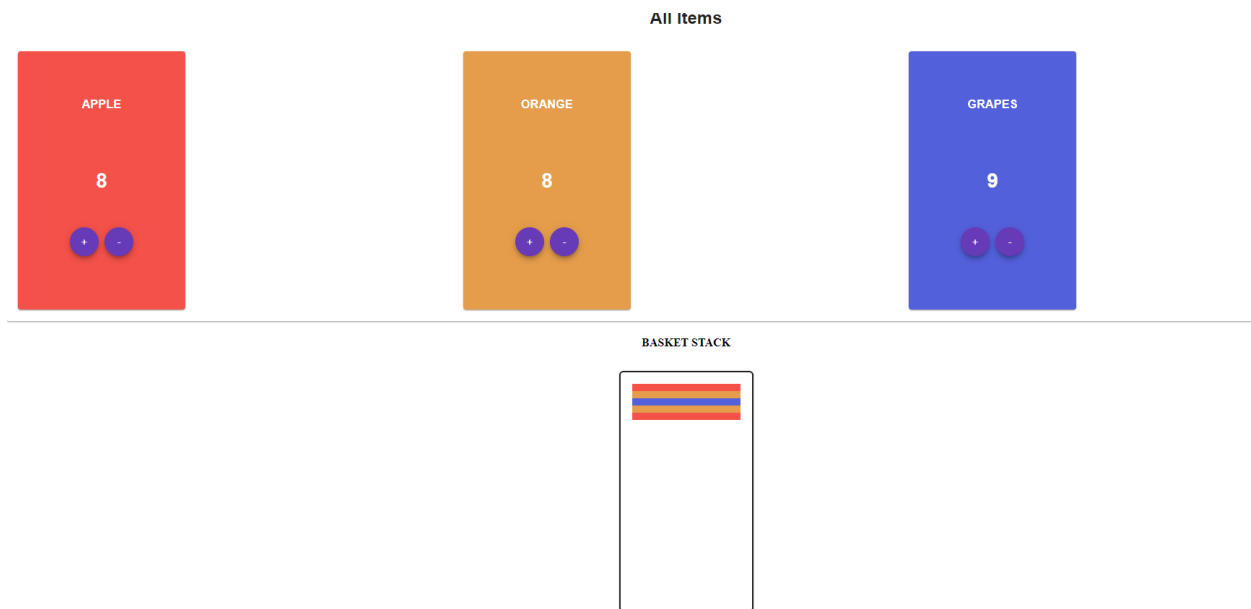 All Items
APPLE
ORANGE
GRAPES
8
8
9
+ -
+ -
+ -
BASKET STACK